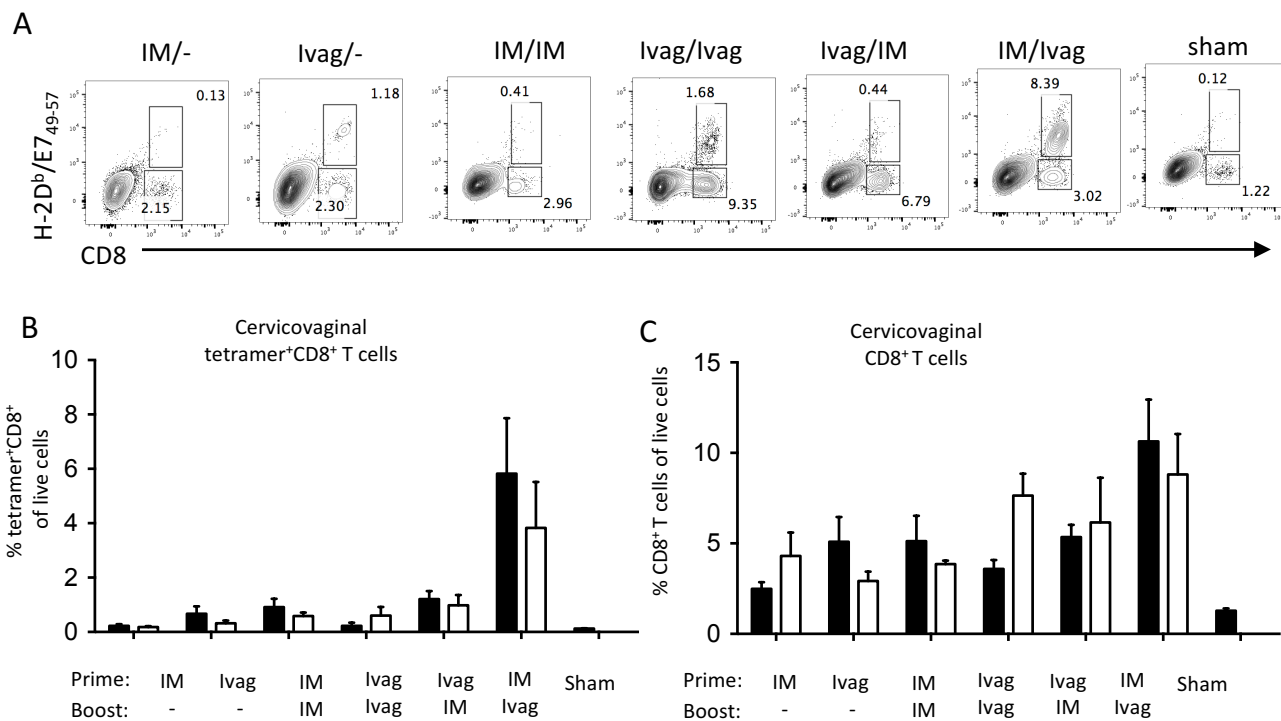 A
IM/-
Ivag/-
IM/IM
Ivag/Ivag
Ivag/IM
IM/Ivag
sham
H-2Dᵇ/E7₄₉₋₅₇
0.13
1.18
0.41
1.68
0.44
8.39
0.12
2.15
2.30
2.96
9.35
6.79
3.02
1.22
CD8
B
Cervicovaginal
tetramer⁺CD8⁺ T cells
% tetramer⁺CD8⁺
of live cells
10
8
6
4
2
0
Prime: IM Ivag IM Ivag Ivag IM Sham
Boost: - - IM Ivag IM Ivag
C
Cervicovaginal
CD8⁺ T cells
% CD8⁺ T cells of live cells
15
10
5
0
Prime: IM Ivag IM Ivag Ivag IM Sham
Boost: - - IM Ivag IM Ivag